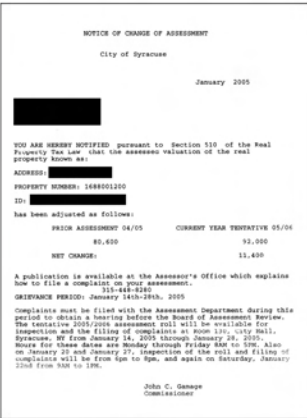 NOTICE OF CHANGE OF ASSESSMENT
City of Syracuse
January 2005
YOU ARE HEREBY NOTIFIED pursuant to Section 510 of the Real
Property Tax Law that the assessed valuation of the real
property known as:
ADDRESS:
PROPERTY NUMBER: 1688001200
ID:
has been adjusted as follows:
PRIOR ASSESSMENT 04/05 CURRENT YEAR TENTATIVE 05/06
80,600 92,000
NET CHANGE: 11,400
A publication is available at the Assessor's Office which explains
how to file a complaint on your assessment.
315-448-8280
GRIEVANCE PERIOD: January 14th-28th, 2005
Complaints must be filed with the Assessment Department during this
period to obtain a hearing before the Board of Assessment Review.
The tentative 2005/2006 assessment roll will be available for
inspection and the filing of complaints at ROOM 130, City Hall,
Syracuse, NY from January 14, 2005 through January 28, 2005.
Hours for these dates are Monday through Friday 8AM to 5PM. Also
on January 20 and January 27, inspection of the roll and filing of
complaints will be from 6pm to 8pm, and again on Saturday, January
22nd from 9AM to 1PM.
John C. Gamage
Commissioner